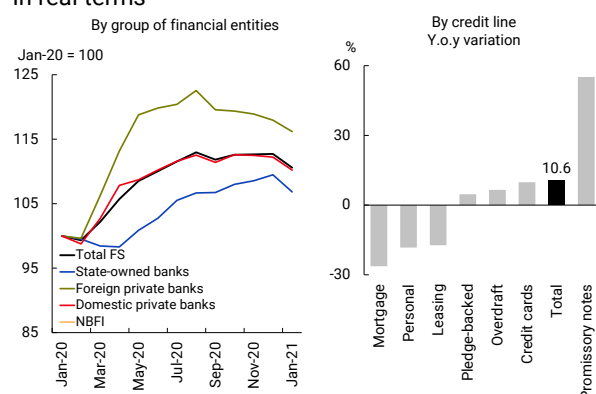 In real terms
By group of financial entities
Jan-20 = 100
125
115
105
95
85
Total FS
State-owned banks
Foreign private banks
Domestic private banks
NBFI
Jan-20
Mar-20
May-20
Jul-20
Sep-20
Nov-20
Jan-21
By credit line
Y.o.y variation
%
60
30
0
-30
10.6
Mortgage
Personal
Leasing
Pledge-backed
Overdraft
Credit cards
Total
Promissory notes